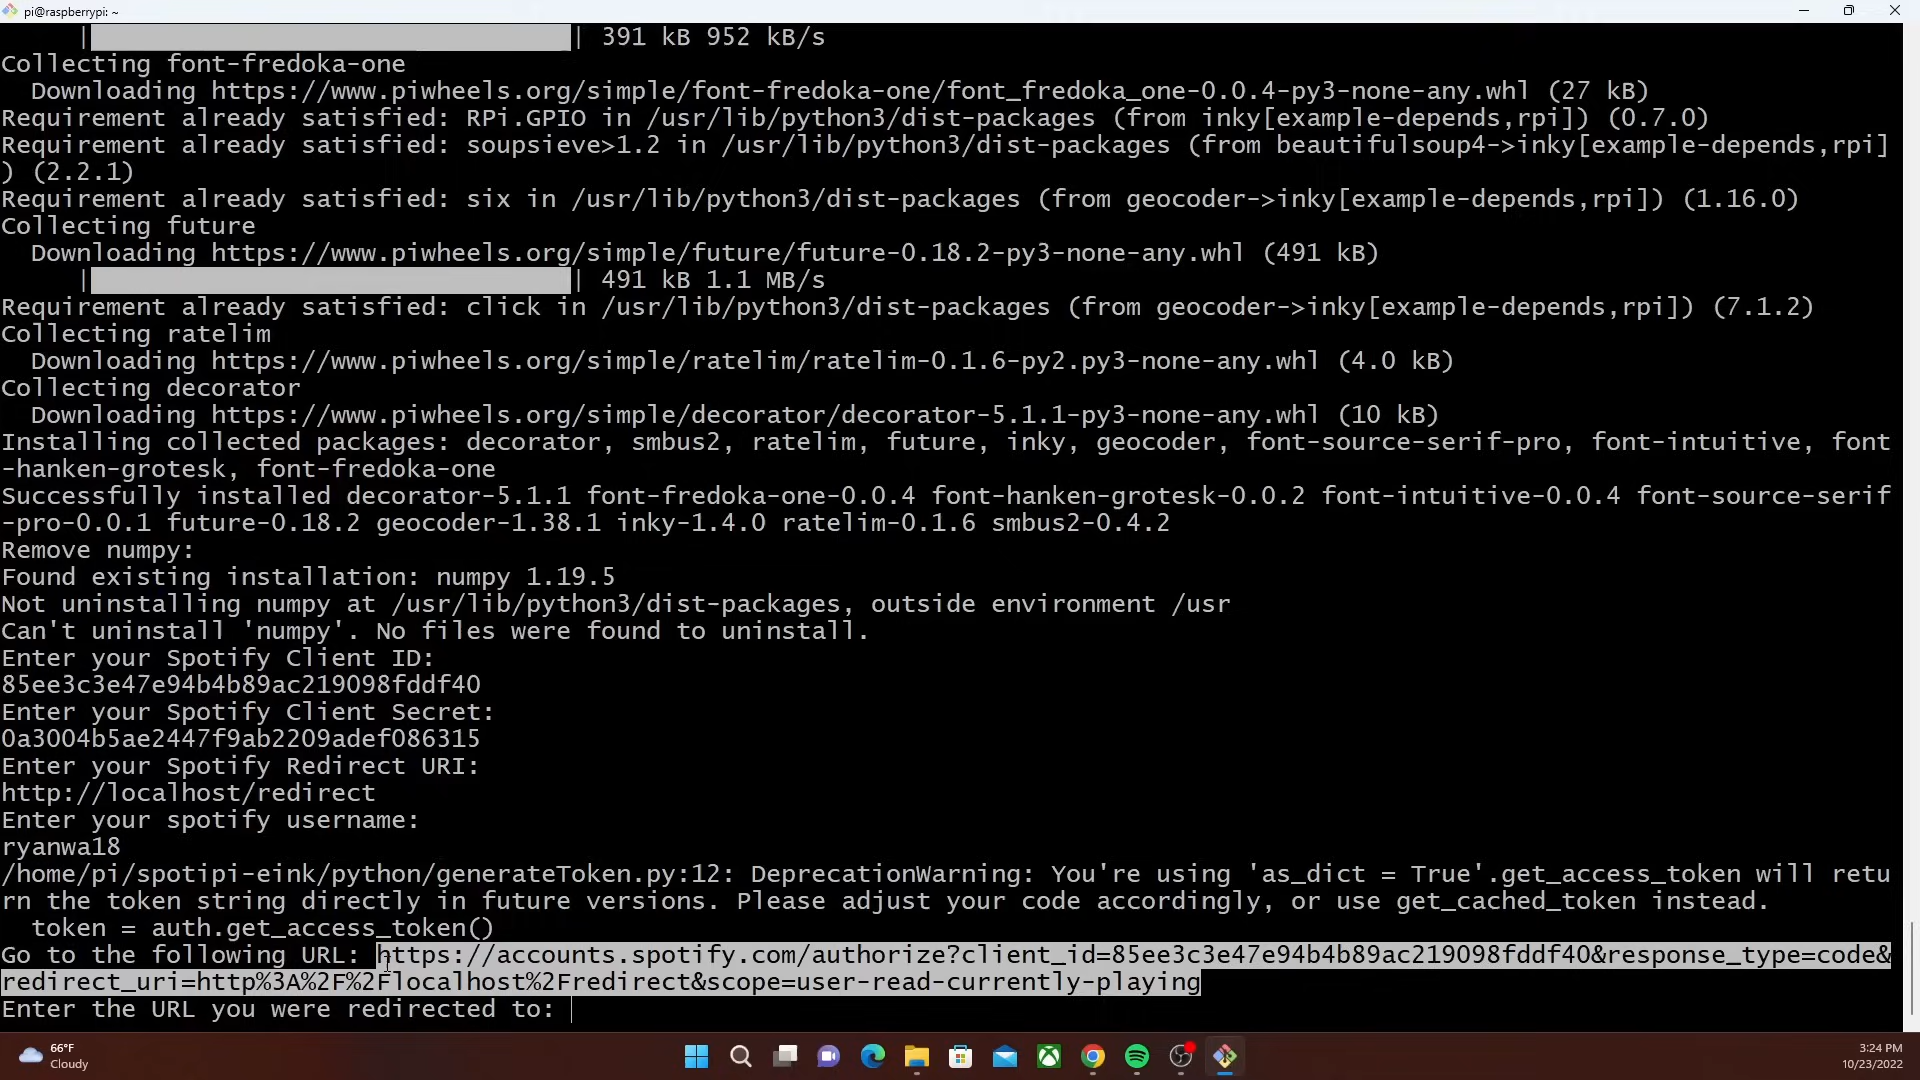 pi@raspberrypi: ~
| | 391 kB 952 kB/s
Collecting font-fredoka-one
Downloading https://www.piwheels.org/simple/font-fredoka-one/font_fredoka_one-0.0.4-py3-none-any.whl (27 kB)
Requirement already satisfied: RPi.GPIO in /usr/lib/python3/dist-packages (from inky[example-depends,rpi]) (0.7.0)
Requirement already satisfied: soupsieve>1.2 in /usr/lib/python3/dist-packages (from beautifulsoup4->inky[example-depends,rpi]
) (2.2.1)
Requirement already satisfied: six in /usr/lib/python3/dist-packages (from geocoder->inky[example-depends,rpi]) (1.16.0)
Collecting future
Downloading https://www.piwheels.org/simple/future/future-0.18.2-py3-none-any.whl (491 kB)
| | 491 kB 1.1 MB/s
Requirement already satisfied: click in /usr/lib/python3/dist-packages (from geocoder->inky[example-depends,rpi]) (7.1.2)
Collecting ratelim
Downloading https://www.piwheels.org/simple/ratelim/ratelim-0.1.6-py2.py3-none-any.whl (4.0 kB)
Collecting decorator
Downloading https://www.piwheels.org/simple/decorator/decorator-5.1.1-py3-none-any.whl (10 kB)
Installing collected packages: decorator, smbus2, ratelim, future, inky, geocoder, font-source-serif-pro, font-intuitive, font
-hanken-grotesk, font-fredoka-one
Successfully installed decorator-5.1.1 font-fredoka-one-0.0.4 font-hanken-grotesk-0.0.2 font-intuitive-0.0.4 font-source-serif
-pro-0.0.1 future-0.18.2 geocoder-1.38.1 inky-1.4.0 ratelim-0.1.6 smbus2-0.4.2
Remove numpy:
Found existing installation: numpy 1.19.5
Not uninstalling numpy at /usr/lib/python3/dist-packages, outside environment /usr
Can't uninstall 'numpy'. No files were found to uninstall.
Enter your Spotify Client ID:
85ee3c3e47e94b4b89ac219098fddf40
Enter your Spotify Client Secret:
0a3004b5ae2447f9ab2209adef086315
Enter your Spotify Redirect URI:
http://localhost/redirect
Enter your spotify username:
ryanwa18
/home/pi/spotipi-eink/python/generateToken.py:12: DeprecationWarning: You're using 'as_dict = True'.get_access_token will retu
rn the token string directly in future versions. Please adjust your code accordingly, or use get_cached_token instead.
token = auth.get_access_token()
Go to the following URL: https://accounts.spotify.com/authorize?client_id=85ee3c3e47e94b4b89ac219098fddf40&response_type=code&
redirect_uri=http%3A%2F%2Flocalhost%2Fredirect&scope=user-read-currently-playing
Enter the URL you were redirected to:
66°F
Cloudy
3:24 PM
10/23/2022